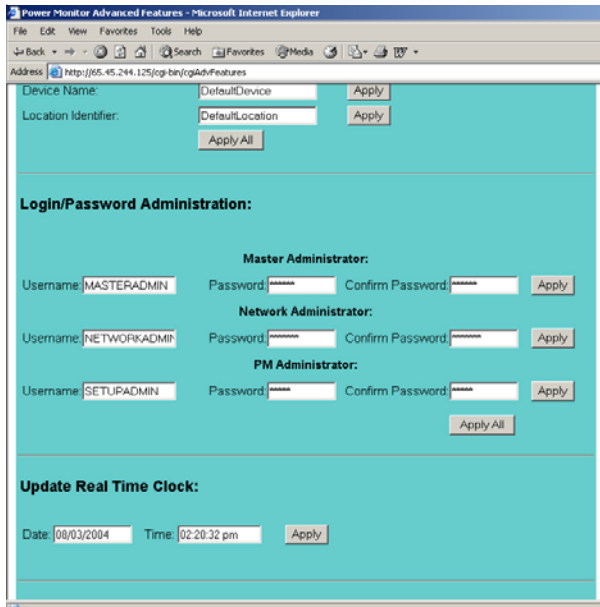 Power Monitor Advanced Features - Microsoft Internet Explorer
File Edit View Favorites Tools Help
Back Search Favorites Media
Address http://65.45.244.125/cgi-bin/cgiAdvFeatures
Device Name: DefaultDevice Apply
Location Identifier: DefaultLocation Apply
Apply All
Login/Password Administration:
Master Administrator:
Username: MASTERADMIN Password: ****** Confirm Password: ****** Apply
Network Administrator:
Username: NETWORKADMIN Password: ******* Confirm Password: ******* Apply
PM Administrator:
Username: SETUPADMIN Password: ***** Confirm Password: ***** Apply
Apply All
Update Real Time Clock:
Date: 08/03/2004 Time: 02:20:32 pm Apply